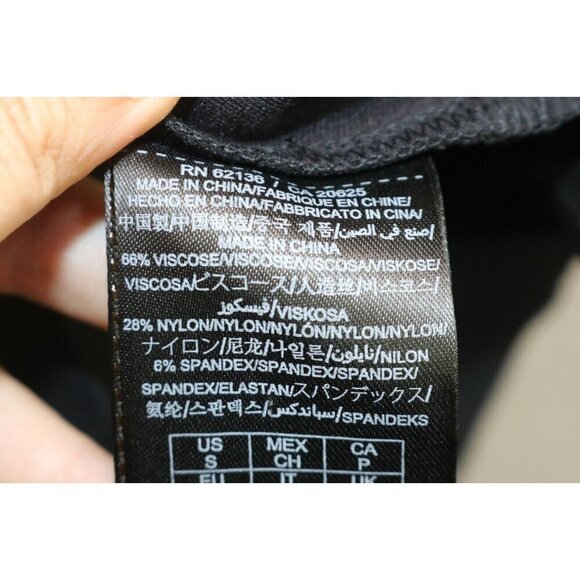 RN 62136 / CA 20625
MADE IN CHINA/FABRIQUE EN CHINE/
HECHO EN CHINA/FABBRICATO IN CINA/
中国製/中国制造/중국 제품/صنع في الصين/
MADE IN CHINA
66% VISCOSE/VISCOSE/VISCOSA/VISKOSE/
VISCOSA/ビスコース/人造丝/비스코스/
فيسكوز/VISKOSA
28% NYLON/NYLON/NYLON/NYLON/NYLON/
ナイロン/尼龙/나일론/نايلون/NILON
6% SPANDEX/SPANDEX/SPANDEX/
SPANDEX/ELASTAN/スパンデックス/
氨纶/스판덱스/سباندكس/SPANDEKS
US MEX CA
S CH P
EU IT UK